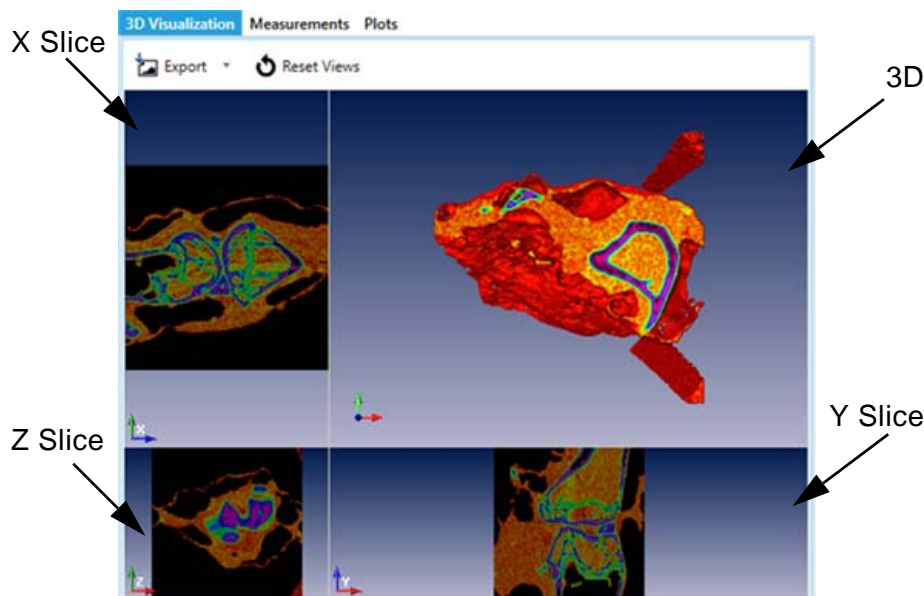 3D Visualization Measurements Plots
X Slice
Export Reset Views
3D
Y Slice
Z Slice
X
Z
Y